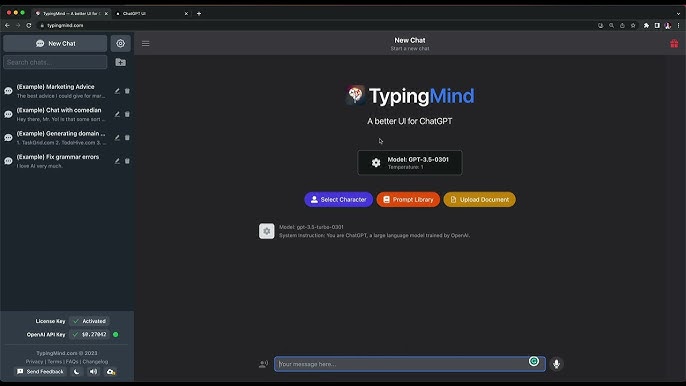 TypingMind — A better UI for
ChatGPT UI
typingmind.com
New Chat
Search chats...
(Example) Marketing Advice
The best advice I could give for mar...
(Example) Chat with comedian
Hey there, Mr. Yo! Is that some sort ...
(Example) Generating domain ...
1. TaskGrid.com 2. TodoHive.com 3. ...
(Example) Fix grammar errors
I love AI very much.
License Key
Activated
OpenAI API Key
$0.27042
TypingMind.com © 2023
Privacy | Terms | FAQs | Changelog
Send Feedback
New Chat
Start a new chat
TypingMind
A better UI for ChatGPT
Model: GPT-3.5-0301
Temperature: 1
Select Character
Prompt Library
Upload Document
Model: gpt-3.5-turbo-0301
System Instruction: You are ChatGPT, a large language model trained by OpenAI.
Your message here...